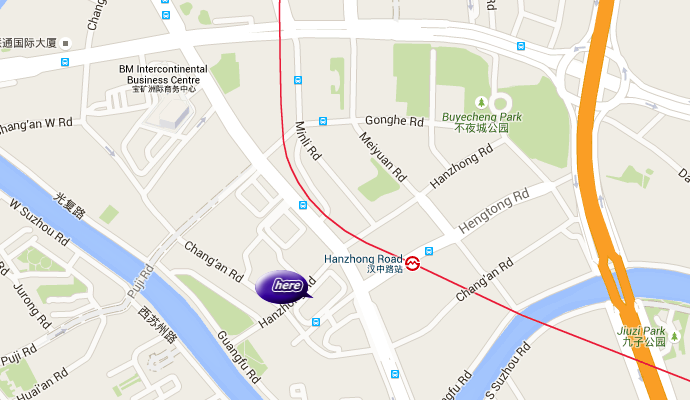 Chang
通国际大厦
BM Intercontinental
Business Centre
宝矿洲际商务中心
Chang'an W Rd
Minli Rd
Gonghe Rd
Meiyuan Rd
Buyecheng Park
不夜城公园
Hanzhong Rd
Hengtong Rd
Da
光复路
W Suzhou Rd
Chang'an Rd
Puji Rd
Hanzhong Road
汉中路站
Chang'an Rd
here
Hanzhong Rd
Jurong Rd
西苏州路
Guangfu Rd
Puji Rd
Huai'an Rd
S Suzhou Rd
Jiuzi Park
九子公园